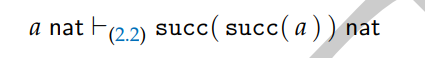 a nat ⊢(2.2) succ( succ( a ) ) nat